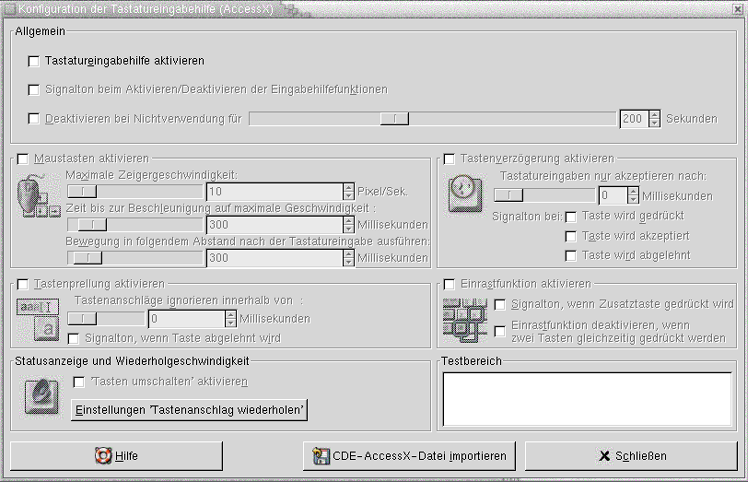 Konfiguration der Tastatureingabehilfe (AccessX)
Allgemein
Tastatureingabehilfe aktivieren
Signalton beim Aktivieren/Deaktivieren der Eingabehilfefunktionen
Deaktivieren bei Nichtverwendung für 200 Sekunden
Maustasten aktivieren
Maximale Zeigergeschwindigkeit:
10 Pixel/Sek.
Zeit bis zur Beschleunigung auf maximale Geschwindigkeit :
300 Millisekunden
Bewegung in folgendem Abstand nach der Tastatureingabe ausführen:
300 Millisekunden
Tastenverzögerung aktivieren
Tastatureingaben nur akzeptieren nach:
0 Millisekunden
Signalton bei: Taste wird gedrückt
Taste wird akzeptiert
Taste wird abgelehnt
Tastenprellung aktivieren
Tastenanschläge ignorieren innerhalb von :
aaa
a
0 Millisekunden
Signalton, wenn Taste abgelehnt wird
Einrastfunktion aktivieren
Signalton, wenn Zusatztaste gedrückt wird
Einrastfunktion deaktivieren, wenn
zwei Tasten gleichzeitig gedrückt werden
Statusanzeige und Wiederholgeschwindigkeit
'Tasten umschalten' aktivieren
Einstellungen 'Tastenanschlag wiederholen'
Testbereich
Hilfe
CDE-AccessX-Datei importieren
Schließen